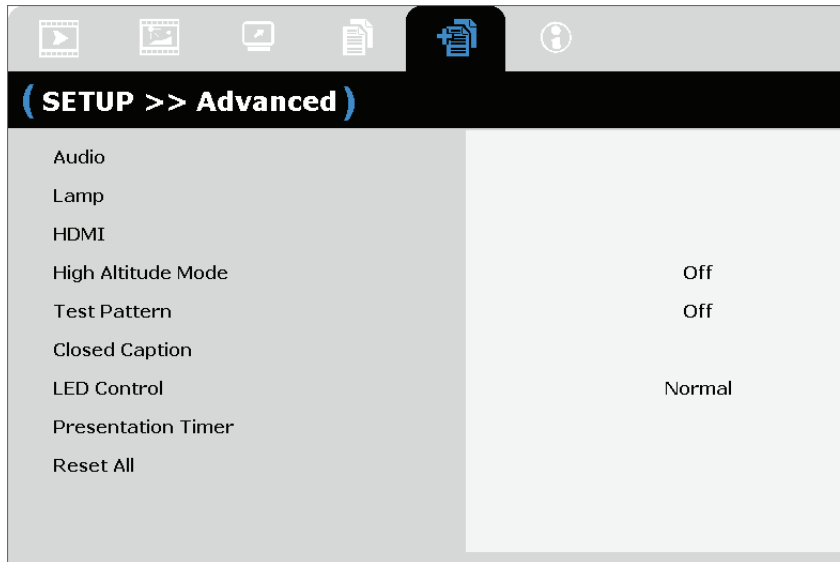 SETUP >> Advanced
Audio
Lamp
HDMI
High Altitude Mode Off
Test Pattern Off
Closed Caption
LED Control Normal
Presentation Timer
Reset All